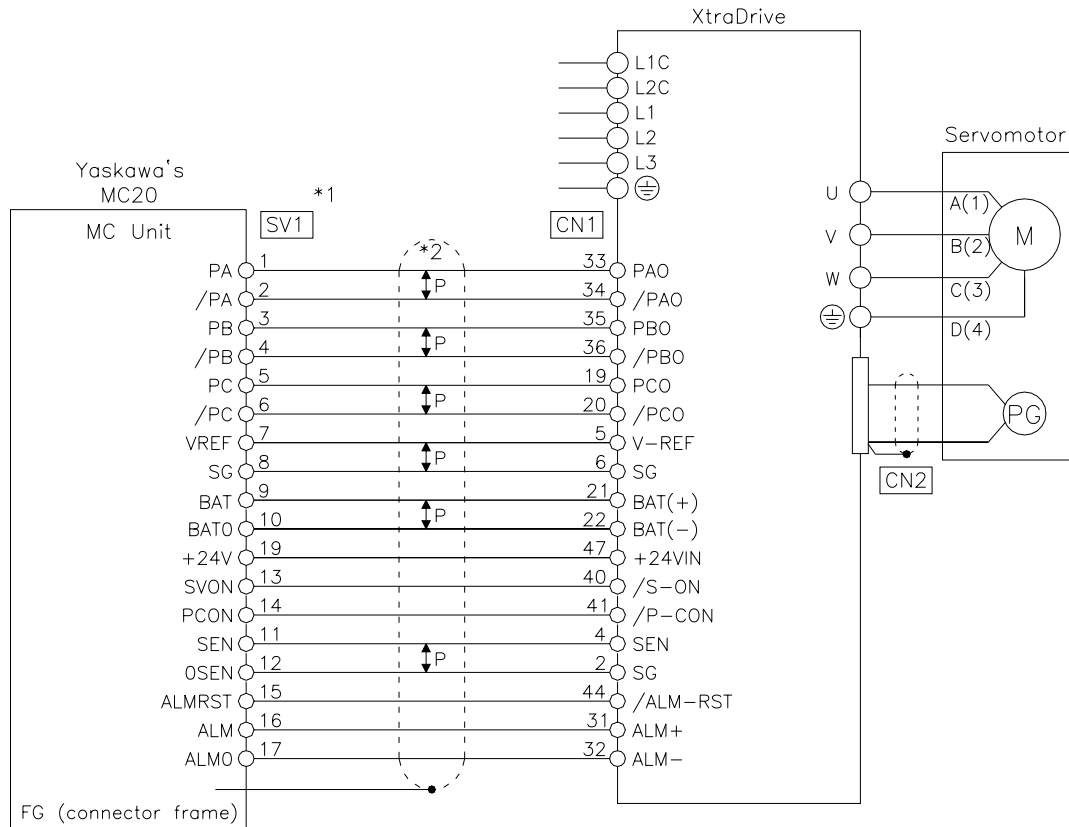 XtraDrive
L1C
L2C
L1
L2
L3
Servomotor
Yaskawa's
MC20
*1
MC Unit
SV1
CN1
*2
U
V
W
A(1)
B(2)
C(3)
D(4)
M
PG
CN2
PA 1 33 PAO
P
/PA 2 34 /PAO
PB 3 35 PBO
P
/PB 4 36 /PBO
PC 5 19 PCO
P
/PC 6 20 /PCO
VREF 7 5 V-REF
P
SG 8 6 SG
BAT 9 21 BAT(+)
P
BAT0 10 22 BAT(-)
+24V 19 47 +24VIN
SVON 13 40 /S-ON
PCON 14 41 /P-CON
SEN 11 4 SEN
P
0SEN 12 2 SG
ALMRST 15 44 /ALM-RST
ALM 16 31 ALM+
ALM0 17 32 ALM-
FG (connector frame)